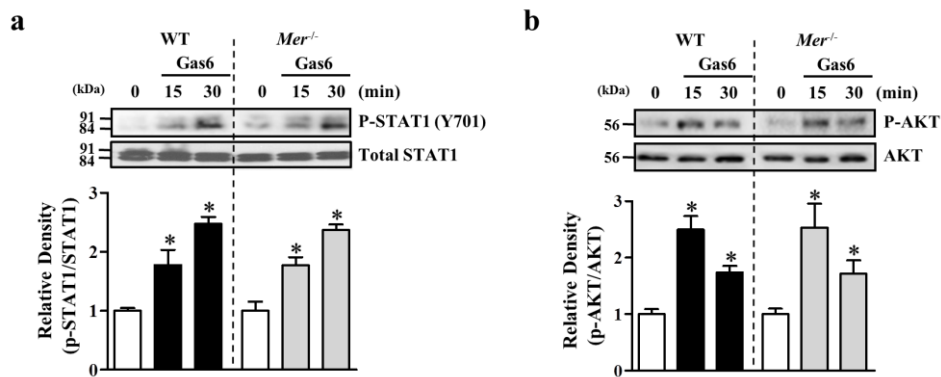 a
WT
Mer-/-
Gas6
Gas6
(kDa)
0
15
30
0
15
30
(min)
91
84
P-STAT1 (Y701)
91
84
Total STAT1
Relative Density
(p-STAT1/STAT1)
3
2
1
0
*
*
*
*
b
WT
Mer-/-
Gas6
Gas6
(kDa)
0
15
30
0
15
30
(min)
56
P-AKT
56
AKT
Relative Density
(p-AKT/AKT)
3
2
1
0
*
*
*
*